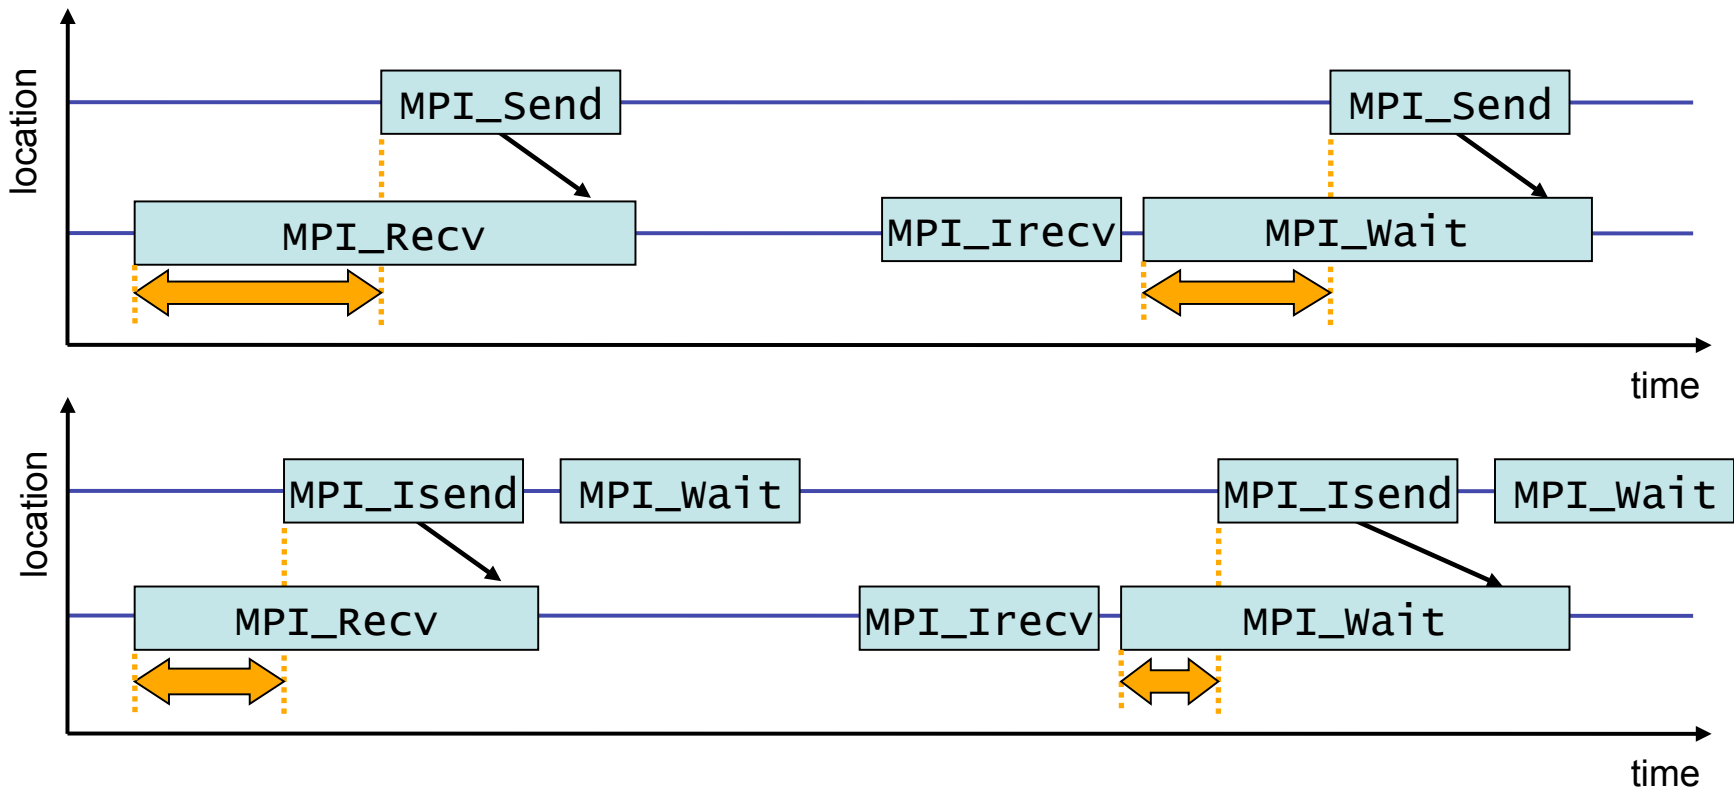 location
MPI_Send
MPI_Send
MPI_Recv
MPI_Irecv
MPI_Wait
time
location
MPI_Isend
MPI_Wait
MPI_Isend
MPI_Wait
MPI_Recv
MPI_Irecv
MPI_Wait
time